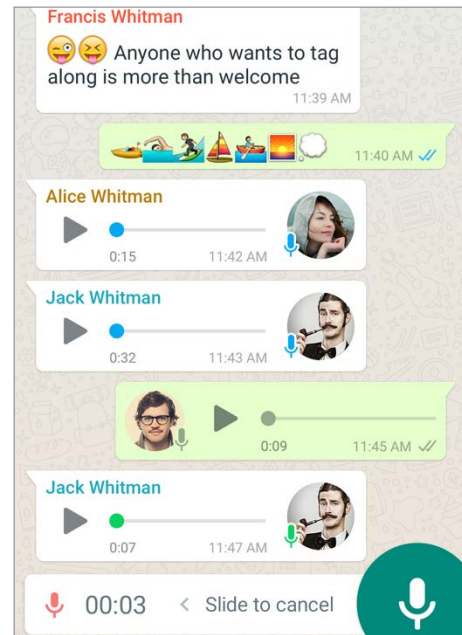 Francis Whitman
😜😝 Anyone who wants to tag
along is more than welcome
11:39 AM
🚤🏊🏄⛵🚣🌅💭 11:40 AM
Alice Whitman
0:15 11:42 AM
Jack Whitman
0:32 11:43 AM
0:09 11:45 AM
Jack Whitman
0:07 11:47 AM
00:03 < Slide to cancel